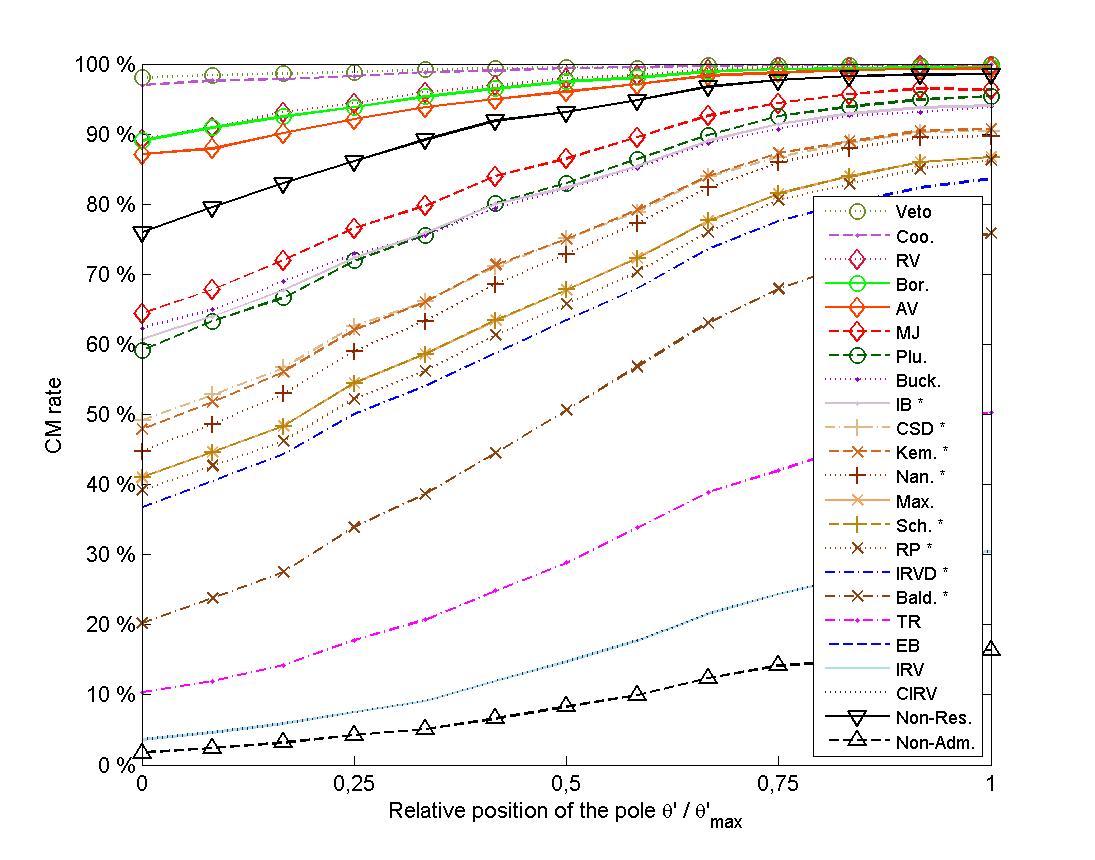 100 %
90 %
80 %
70 %
60 %
50 %
40 %
30 %
20 %
10 %
0 %
CM rate
0
0,25
0,5
0,75
1
Relative position of the pole θ' / θ'max
Veto
Coo.
RV
Bor.
AV
MJ
Plu.
Buck.
IB *
CSD *
Kem. *
Nan. *
Max.
Sch. *
RP *
IRVD *
Bald. *
TR
EB
IRV
CIRV
Non-Res.
Non-Adm.